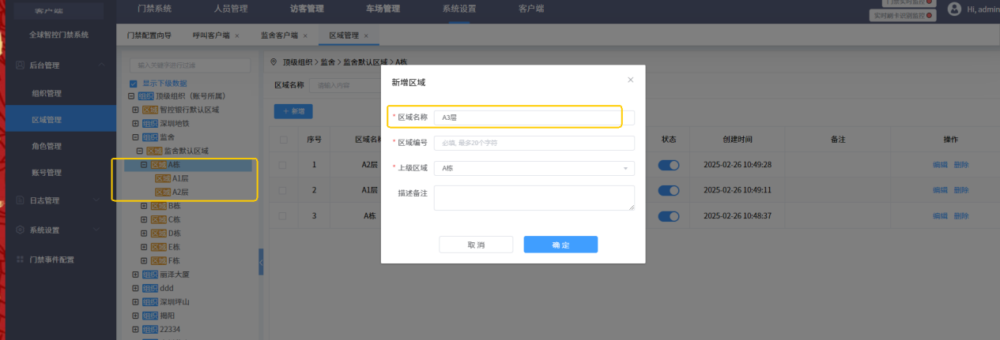 客户端
门禁系统 人员管理 访客管理 车场管理 系统设置 客户端
门禁实时监控
实时刷卡识别监控
Hi, admin
全球智控门禁系统
后台管理
组织管理
区域管理
角色管理
账号管理
日志管理
系统设置
门禁事件配置
门禁配置向导 呼叫客户端 × 监舍客户端 × 区域管理 ×
输入关键字进行过滤
显示下级数据
组织 顶级组织（账号所属）
区域 智控银行默认区域
组织 深圳地铁
组织 监舍
区域 监舍默认区域
区域 A栋
区域 A1层
区域 A2层
区域 B栋
区域 C栋
区域 D栋
区域 E栋
区域 F栋
组织 丽泽大厦
组织 ddd
组织 深圳坪山
组织 揭阳
组织 22334
顶级组织 > 监舍 > 监舍默认区域 > A栋
区域名称 请输入内容
+ 新增
序号 区域名称 状态 创建时间 备注 操作
1 A2层 2025-02-26 10:49:28 编辑 删除
2 A1层 2025-02-26 10:49:11 编辑 删除
3 A栋 2025-02-26 10:48:37 编辑 删除
新增区域 ×
* 区域名称 A3层
* 区域编号 必填, 最多20个字符
* 上级区域 A栋
描述备注
取 消 确 定